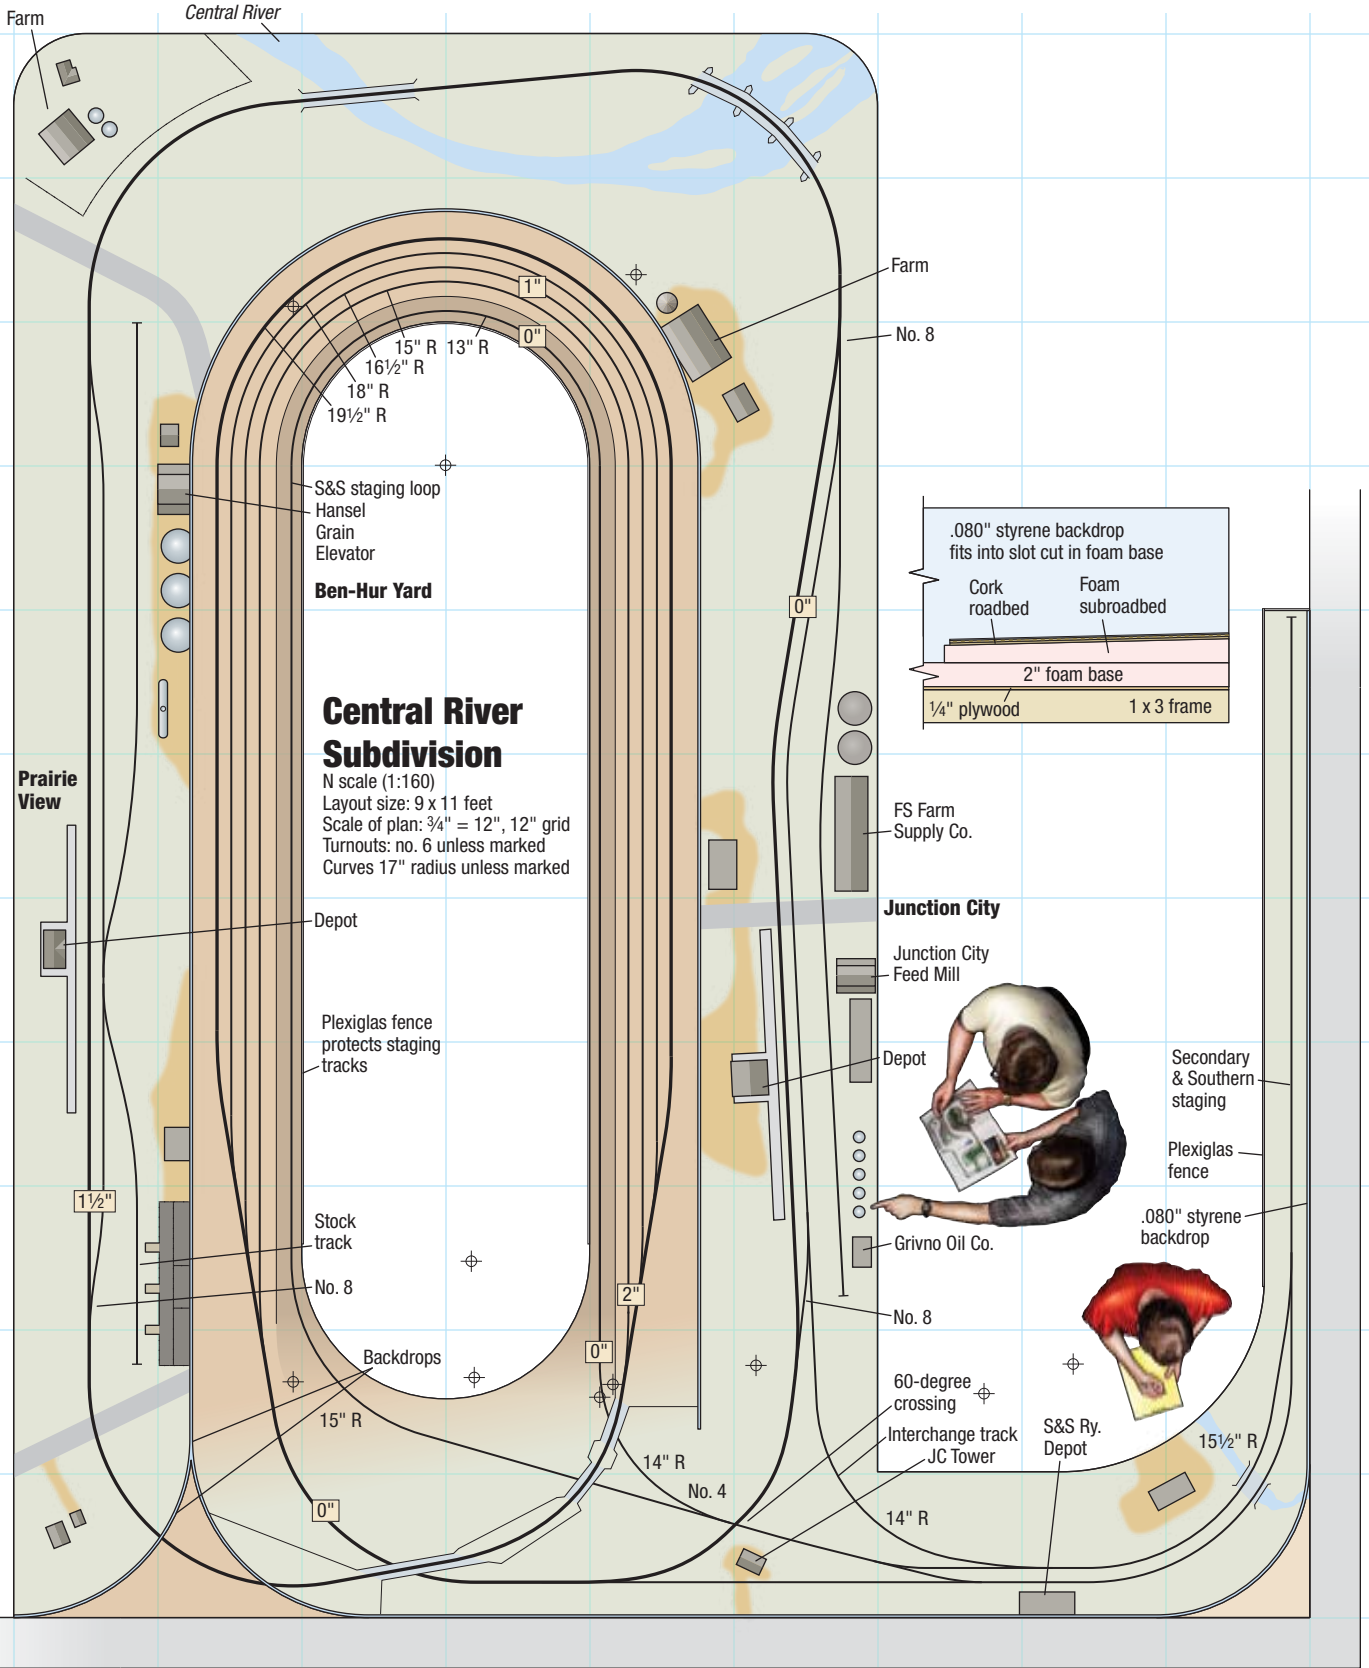 Farm
Central River
Farm
No. 8
1"
0"
15" R
13" R
16½" R
18" R
19½" R
S&S staging loop
Hansel
Grain
Elevator
Ben-Hur Yard
.080" styrene backdrop
fits into slot cut in foam base
Cork
roadbed
Foam
subroadbed
2" foam base
¼" plywood
1 x 3 frame
0"
Central River
Subdivision
N scale (1:160)
Layout size: 9 x 11 feet
Scale of plan: ¾" = 12", 12" grid
Turnouts: no. 6 unless marked
Curves 17" radius unless marked
Prairie
View
FS Farm
Supply Co.
Junction City
Depot
Junction City
Feed Mill
Plexiglas fence
protects staging
tracks
Depot
Secondary
& Southern
staging
Plexiglas
fence
1½"
Stock
track
.080" styrene
backdrop
Grivno Oil Co.
No. 8
2"
No. 8
0"
Backdrops
60-degree
crossing
15" R
Interchange track
JC Tower
S&S Ry.
Depot
15½" R
14" R
No. 4
0"
14" R